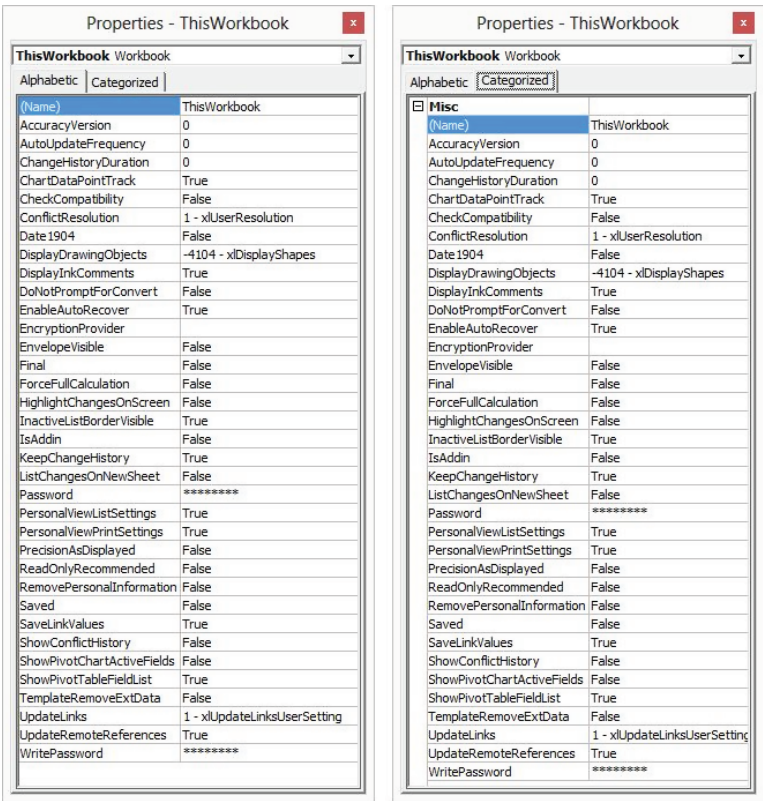 Properties - ThisWorkbook x
ThisWorkbook Workbook
Alphabetic Categorized
(Name) ThisWorkbook
AccuracyVersion 0
AutoUpdateFrequency 0
ChangeHistoryDuration 0
ChartDataPointTrack True
CheckCompatibility False
ConflictResolution 1 - xlUserResolution
Date1904 False
DisplayDrawingObjects -4104 - xlDisplayShapes
DisplayInkComments True
DoNotPromptForConvert False
EnableAutoRecover True
EncryptionProvider
EnvelopeVisible False
Final False
ForceFullCalculation False
HighlightChangesOnScreen False
InactiveListBorderVisible True
IsAddin False
KeepChangeHistory True
ListChangesOnNewSheet False
Password ********
PersonalViewListSettings True
PersonalViewPrintSettings True
PrecisionAsDisplayed False
ReadOnlyRecommended False
RemovePersonalInformation False
Saved False
SaveLinkValues True
ShowConflictHistory False
ShowPivotChartActiveFields False
ShowPivotTableFieldList True
TemplateRemoveExtData False
UpdateLinks 1 - xlUpdateLinksUserSetting
UpdateRemoteReferences True
WritePassword ********
Properties - ThisWorkbook x
ThisWorkbook Workbook
Alphabetic Categorized
Misc
(Name) ThisWorkbook
AccuracyVersion 0
AutoUpdateFrequency 0
ChangeHistoryDuration 0
ChartDataPointTrack True
CheckCompatibility False
ConflictResolution 1 - xlUserResolution
Date1904 False
DisplayDrawingObjects -4104 - xlDisplayShapes
DisplayInkComments True
DoNotPromptForConvert False
EnableAutoRecover True
EncryptionProvider
EnvelopeVisible False
Final False
ForceFullCalculation False
HighlightChangesOnScreen False
InactiveListBorderVisible True
IsAddin False
KeepChangeHistory True
ListChangesOnNewSheet False
Password ********
PersonalViewListSettings True
PersonalViewPrintSettings True
PrecisionAsDisplayed False
ReadOnlyRecommended False
RemovePersonalInformation False
Saved False
SaveLinkValues True
ShowConflictHistory False
ShowPivotChartActiveFields False
ShowPivotTableFieldList True
TemplateRemoveExtData False
UpdateLinks 1 - xlUpdateLinksUserSetting
UpdateRemoteReferences True
WritePassword ********